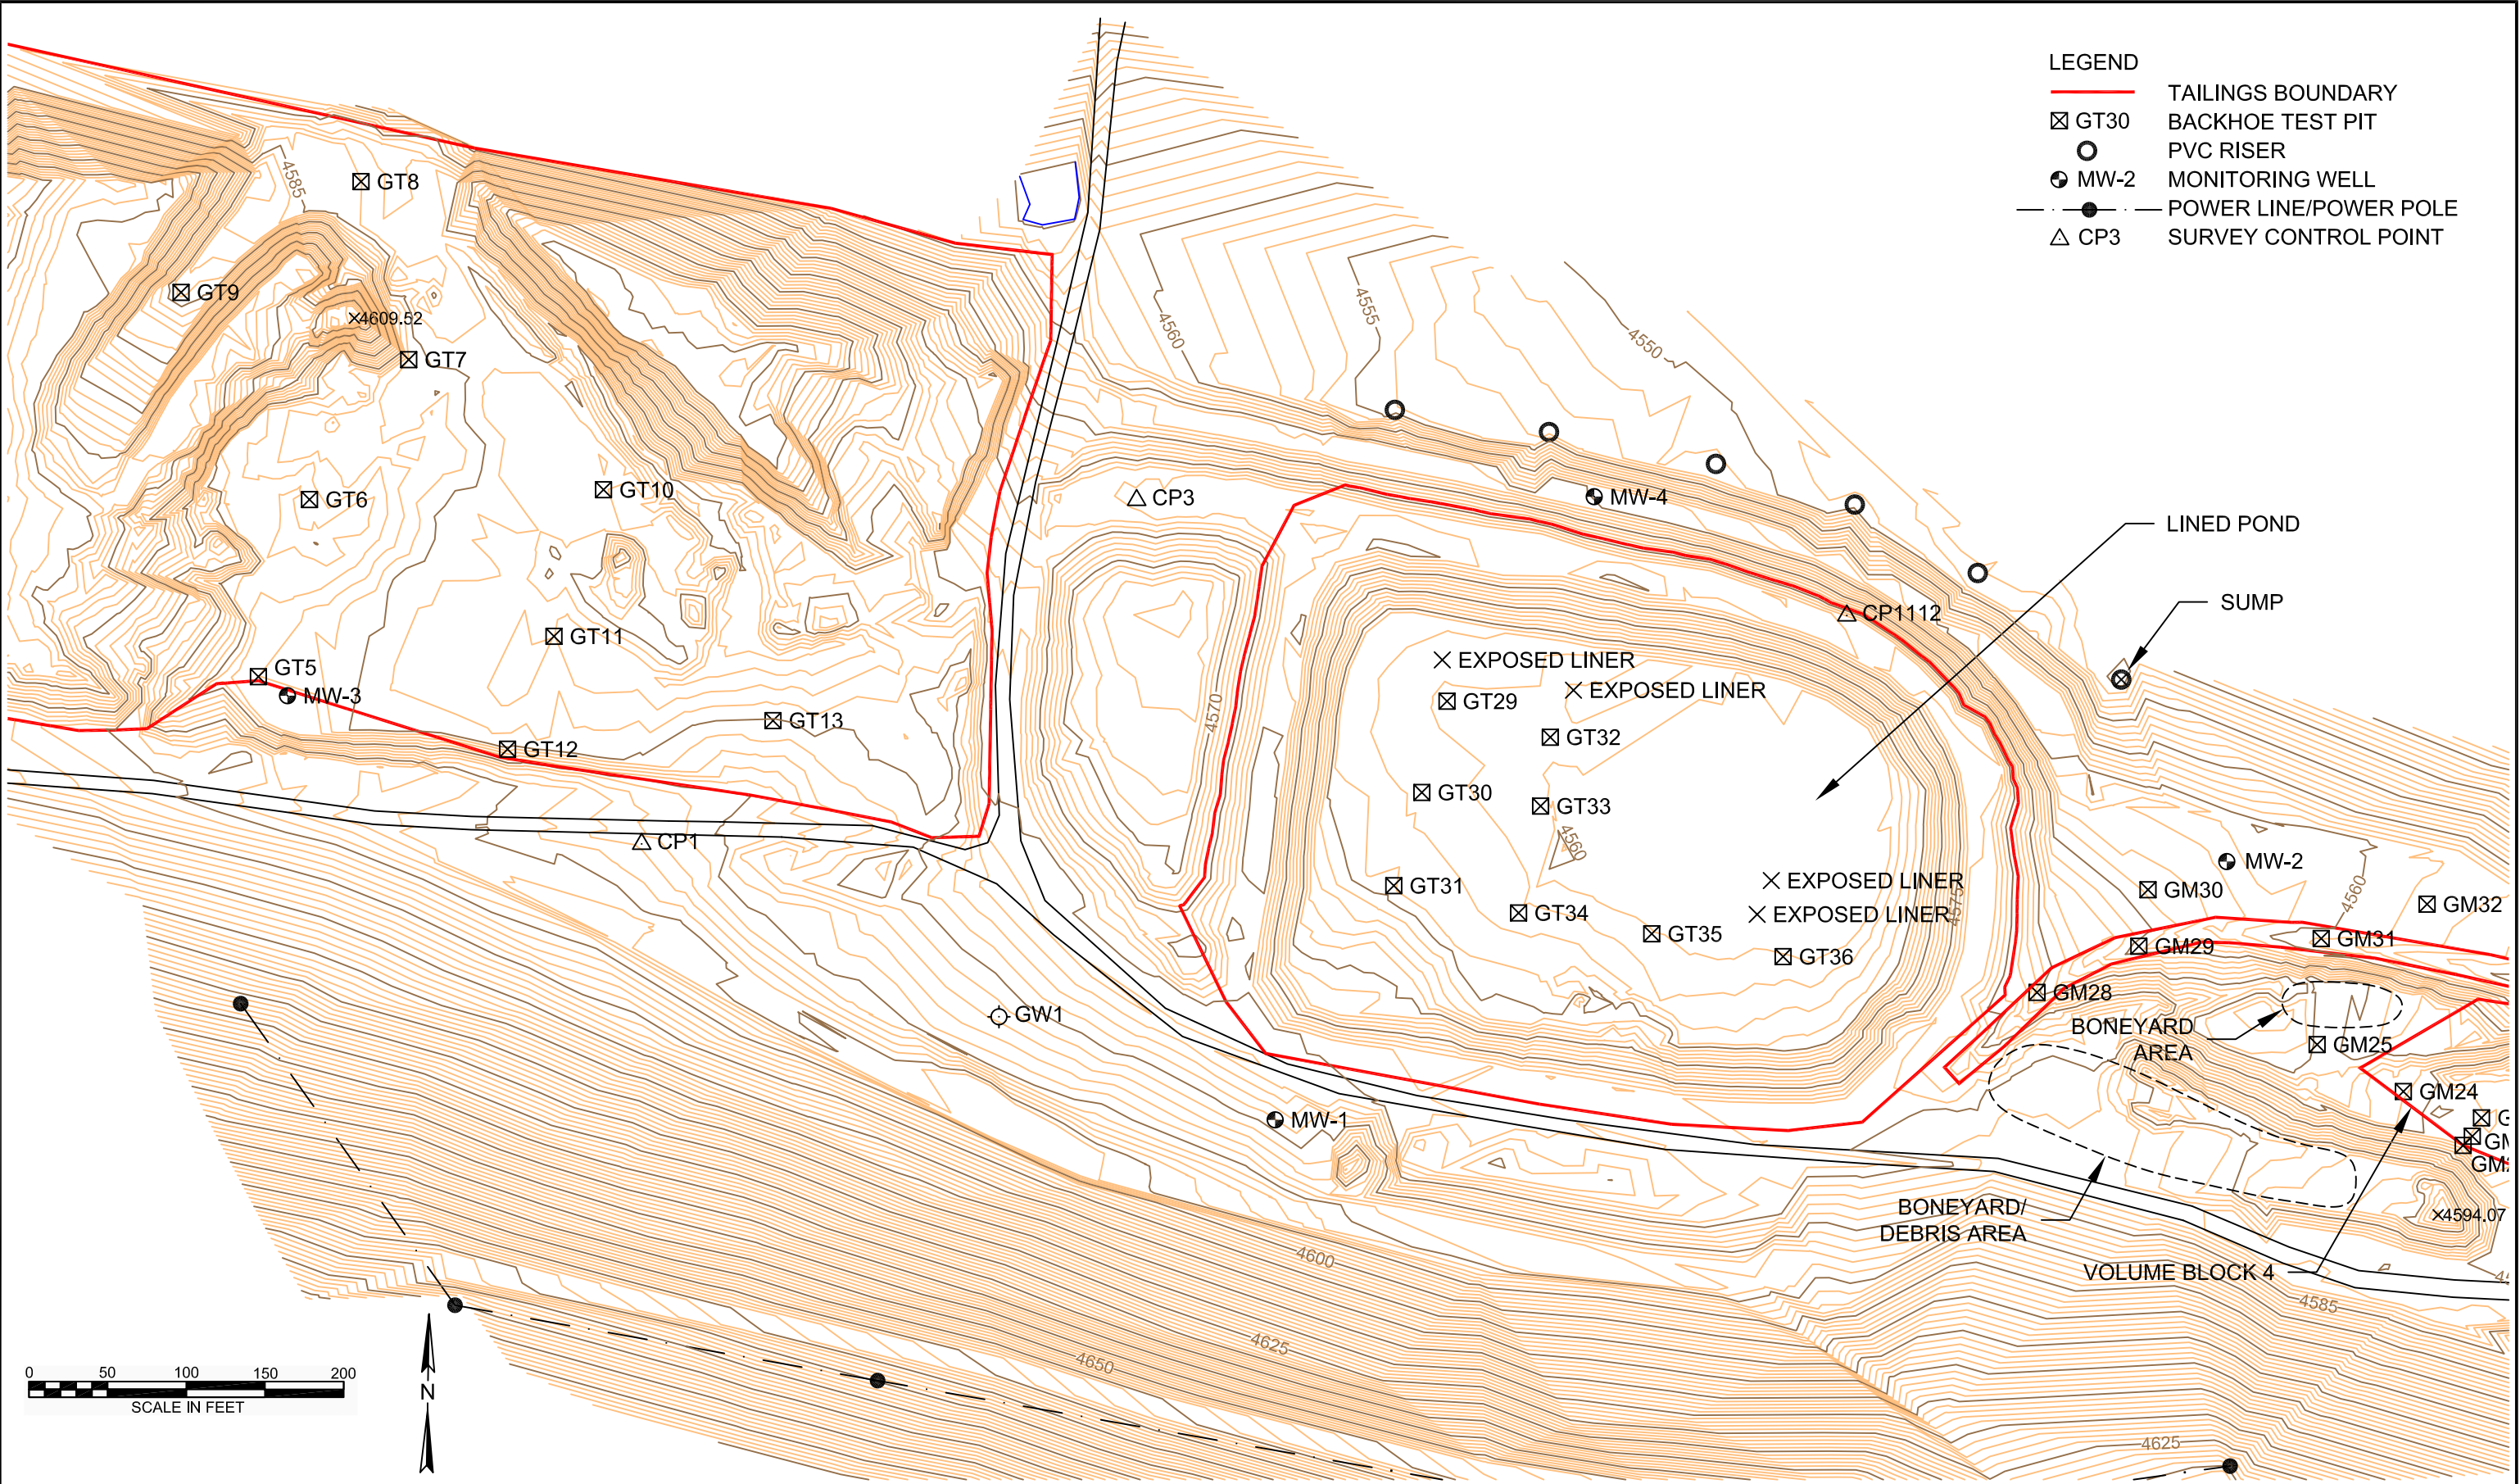 LEGEND
TAILINGS BOUNDARY
GT30 BACKHOE TEST PIT
PVC RISER
MW-2 MONITORING WELL
POWER LINE/POWER POLE
CP3 SURVEY CONTROL POINT
4585
GT8
GT9
4609.52
GT7
4560
4555
4550
GT6
GT10
CP3
MW-4
LINED POND
SUMP
CP1112
GT11
GT5
MW-3
EXPOSED LINER
EXPOSED LINER
GT29
4570
GT13
GT12
GT32
GT30
GT33
4560
CP1
MW-2
GT31
EXPOSED LINER
EXPOSED LINER
4575
GM30
4560
GM32
GT34
GT35
GT36
GM29
GM31
GM28
GW1
BONEYARD
AREA
GM25
GM24
MW-1
BONEYARD/
DEBRIS AREA
4594.07
4600
VOLUME BLOCK 4
4585
4625
4650
4625
0 50 100 150 200
SCALE IN FEET
N